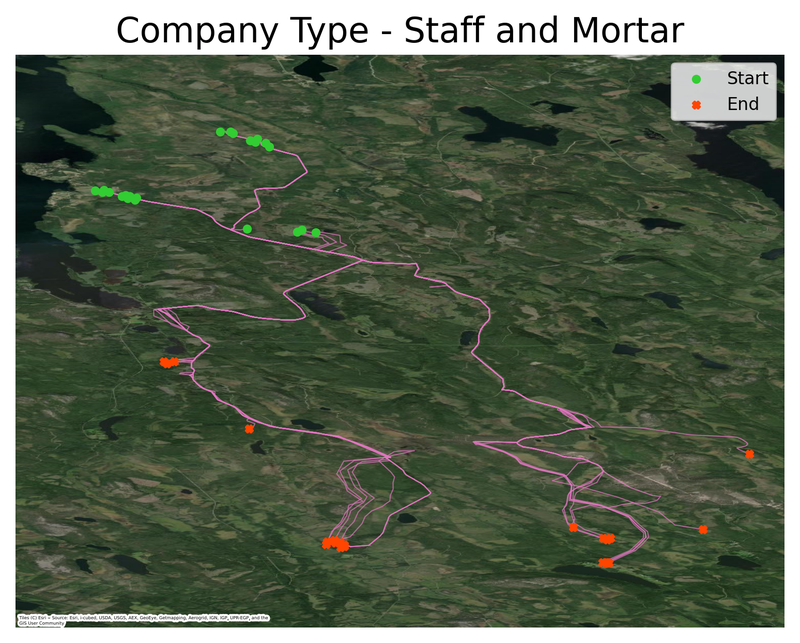 Company Type - Staff and Mortar
Start
End
Tiles (C) Esri -- Source: Esri, i-cubed, USDA, USGS, AEX, GeoEye, Getmapping, Aerogrid, IGN, IGP, UPR-EGP, and the
GIS User Community